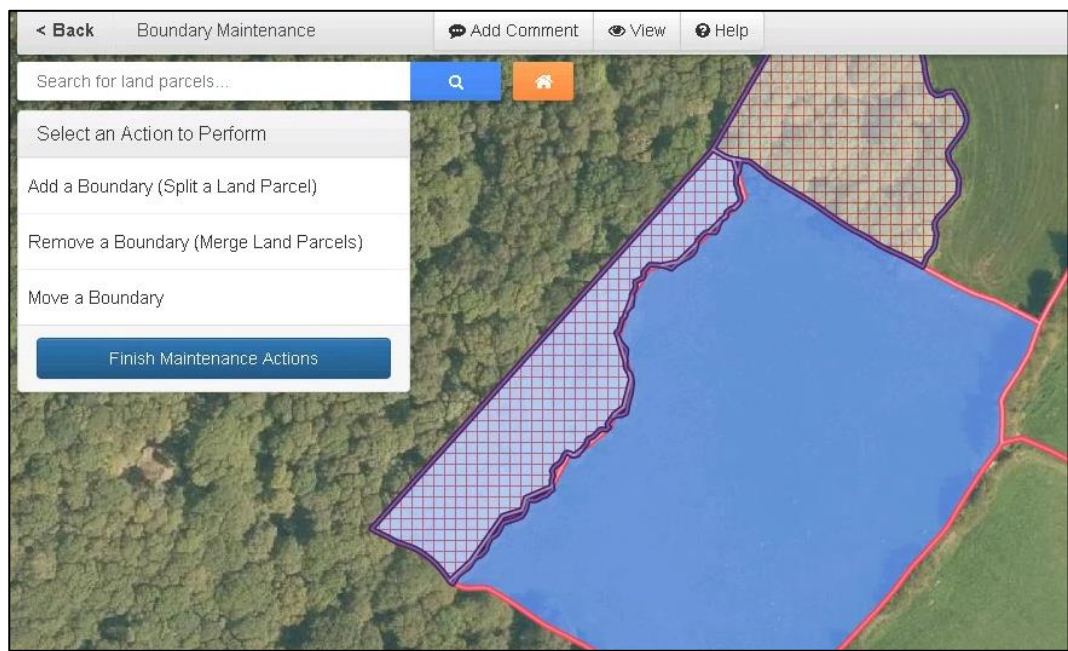 < Back Boundary Maintenance Add Comment View Help
Search for land parcels...
Select an Action to Perform
Add a Boundary (Split a Land Parcel)
Remove a Boundary (Merge Land Parcels)
Move a Boundary
Finish Maintenance Actions